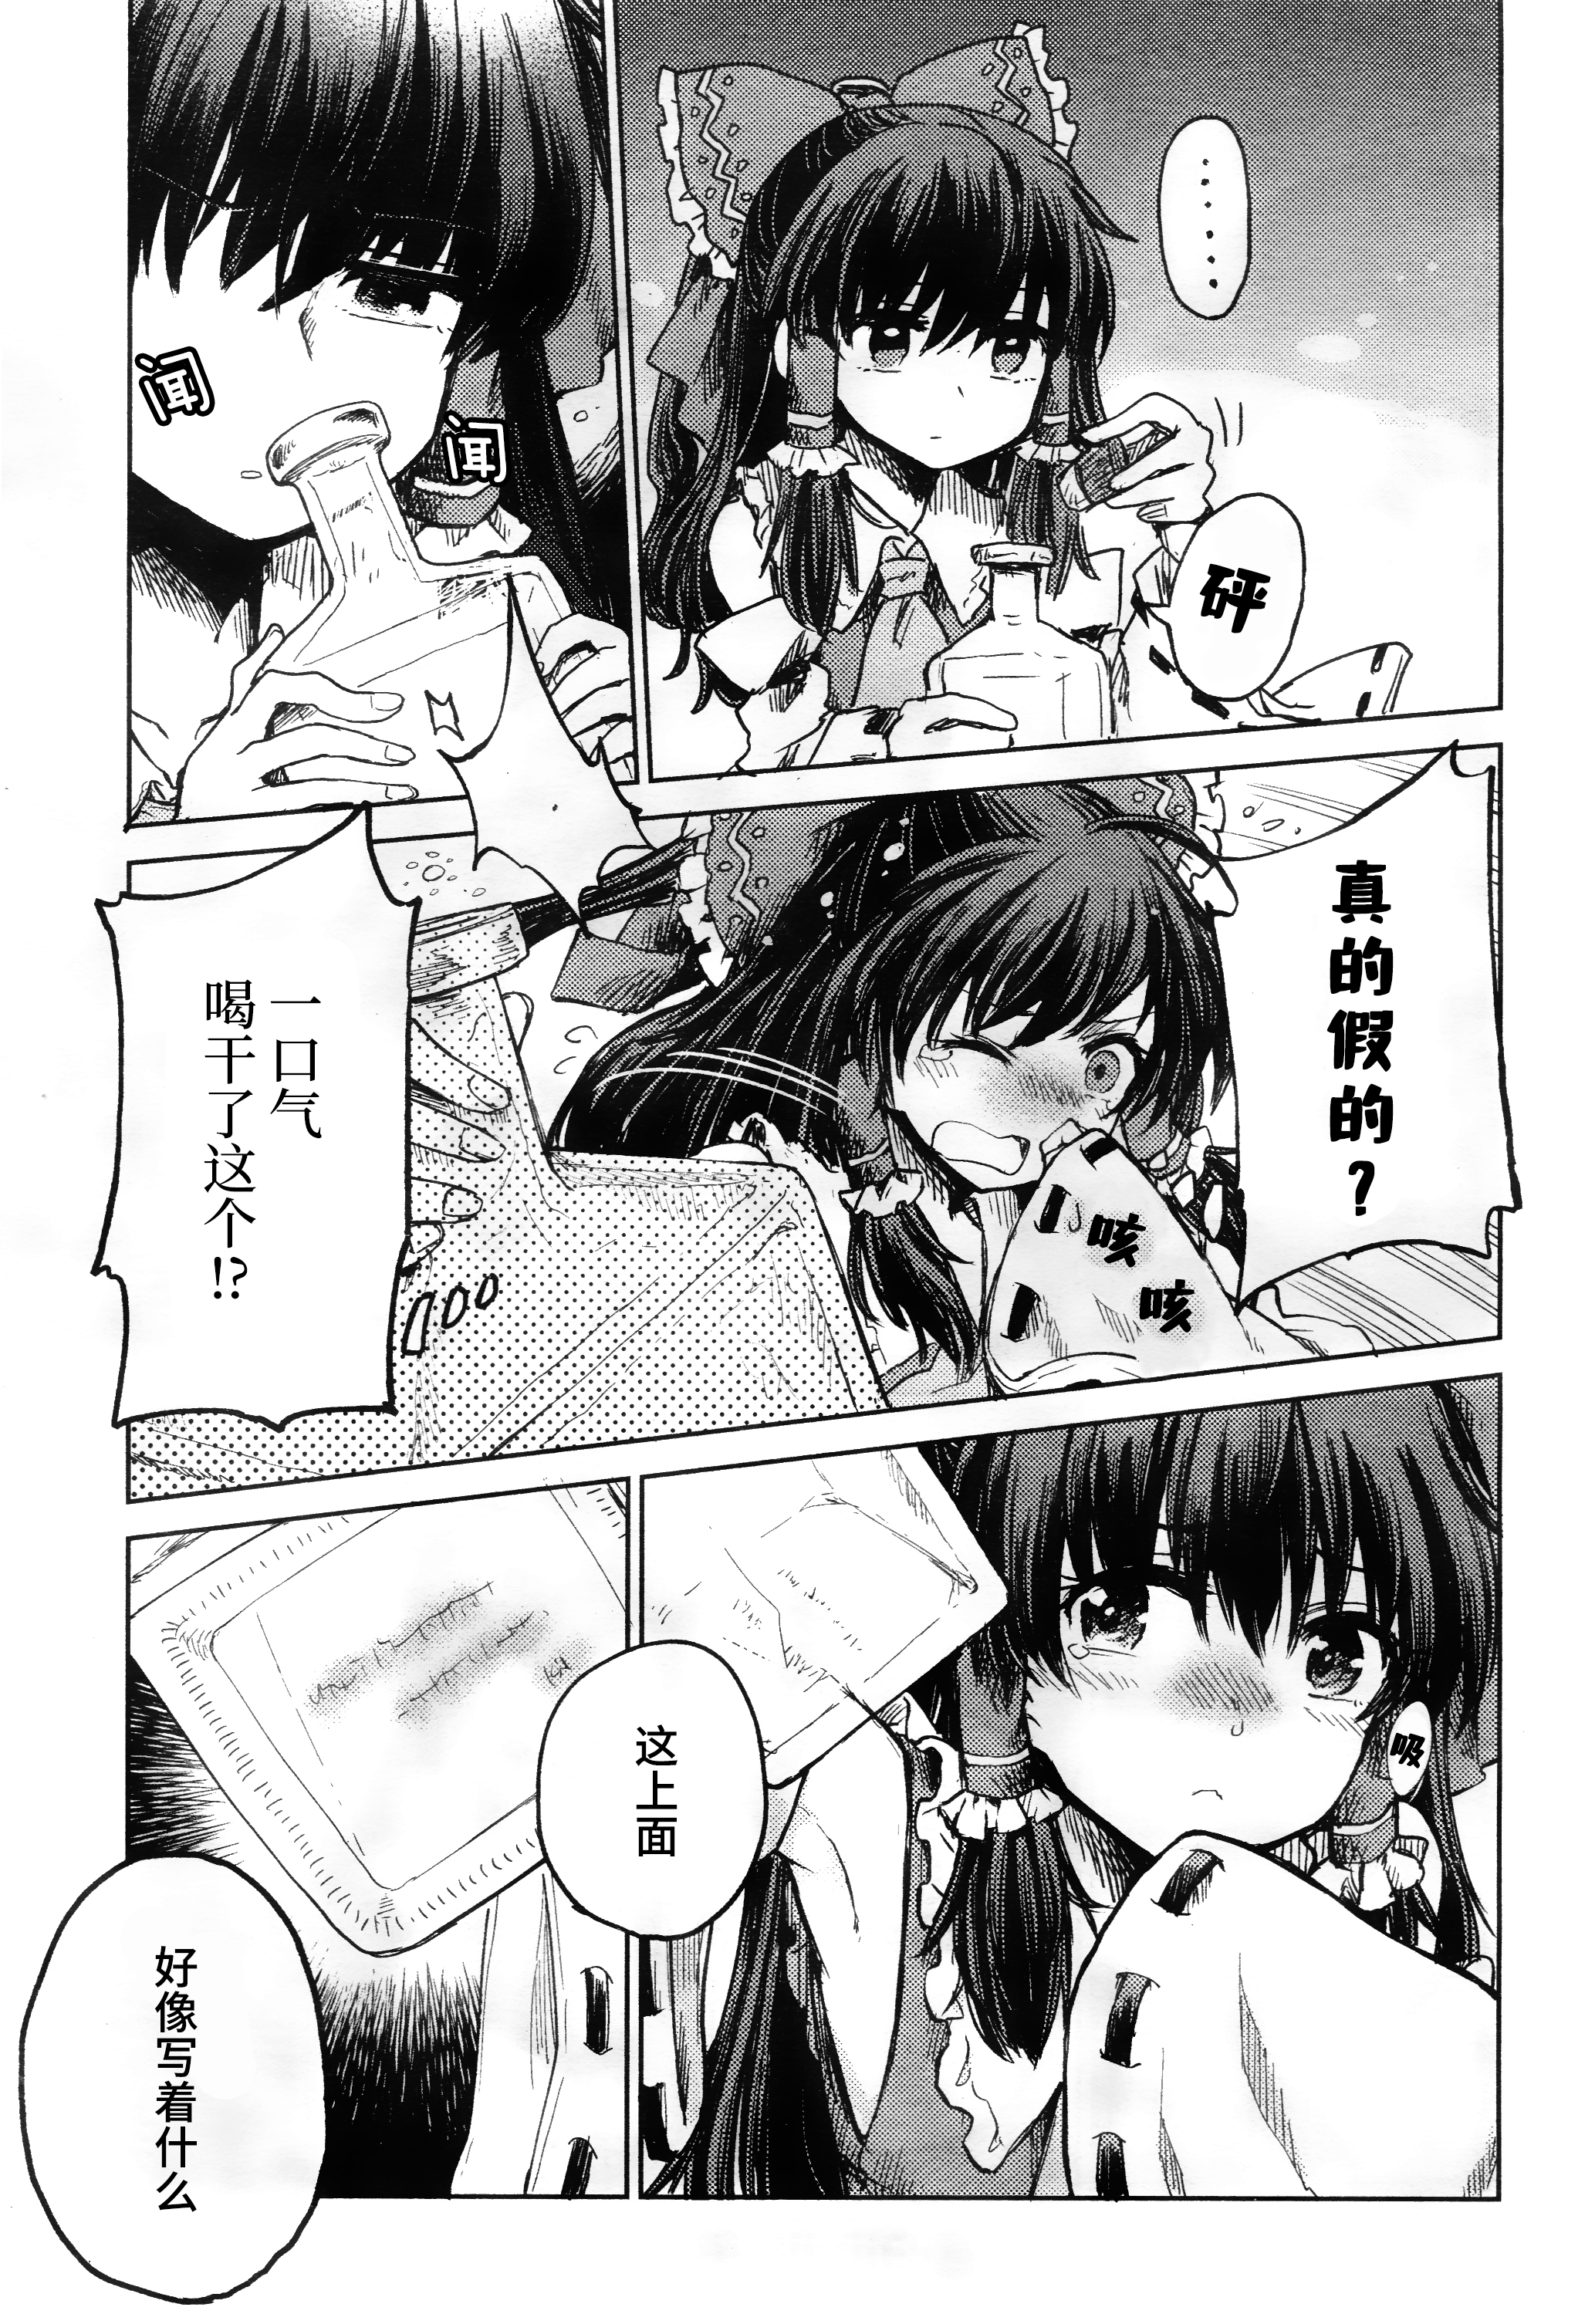 ……
砰
闻
闻
真的假的？
咳
咳
一口气
喝干了这个!?
吸
这上面
好像写着什么